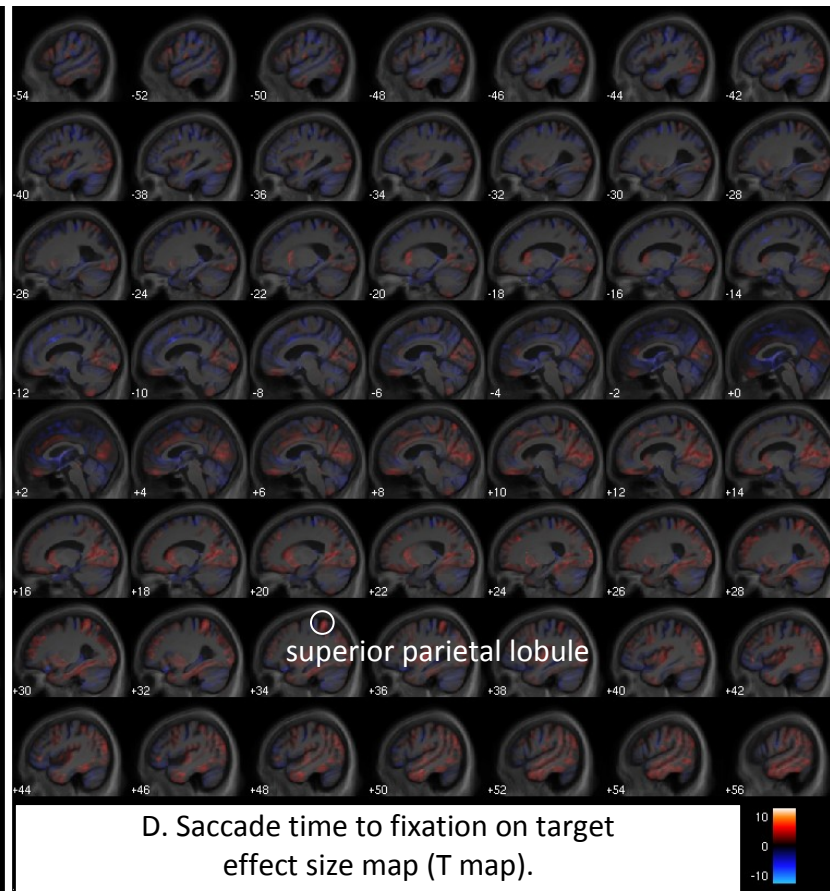 -54 -52 -50 -48 -46 -44 -42
-40 -38 -36 -34 -32 -30 -28
-26 -24 -22 -20 -18 -16 -14
-12 -10 -8 -6 -4 -2 +0
+2 +4 +6 +8 +10 +12 +14
+16 +18 +20 +22 +24 +26 +28
superior parietal lobule
+30 +32 +34 +36 +38 +40 +42
+44 +46 +48 +50 +52 +54 +56
D. Saccade time to fixation on target
effect size map (T map).
10
0
-10